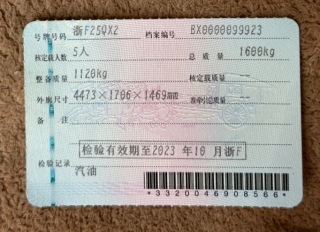 号牌号码 浙F25QX2 档案编号 BX0000099923
核定载人数 5人 总质量 1600kg
整备质量 1120kg 核定载质量 --
外廓尺寸 4473×1706×1469mm 准牵引总质量 --
备注
检验有效期至2023年10月浙F
检验记录
汽油
*3320046908566*